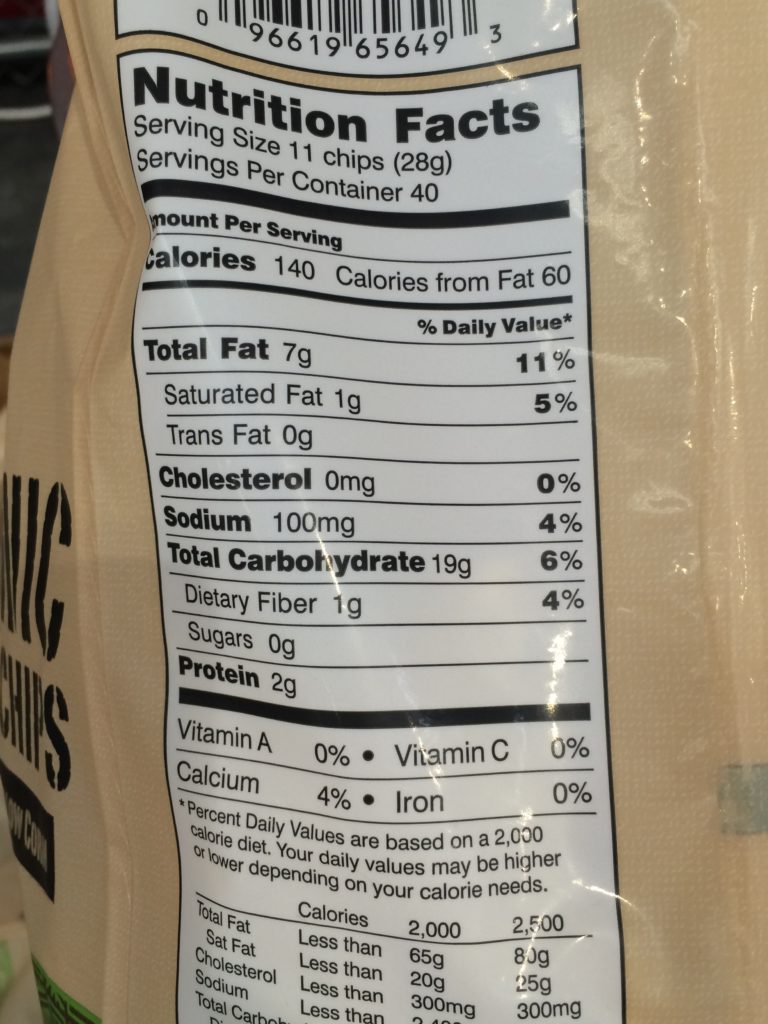 0 96619 65649 3
Nutrition Facts
Serving Size 11 chips (28g)
Servings Per Container 40
mount Per Serving
Calories 140 Calories from Fat 60
% Daily Value*
Total Fat 7g 11%
Saturated Fat 1g 5%
Trans Fat 0g
Cholesterol 0mg 0%
Sodium 100mg 4%
Total Carbohydrate 19g 6%
Dietary Fiber 1g 4%
Sugars 0g
Protein 2g
Vitamin A 0% • Vitamin C 0%
Calcium 4% • Iron 0%
*Percent Daily Values are based on a 2,000
calorie diet. Your daily values may be higher
or lower depending on your calorie needs.
Calories 2,000 2,500
Total Fat Less than 65g 80g
Sat Fat Less than 20g 25g
Cholesterol Less than 300mg 300mg
Sodium Less than
Total
NIC
CHIPS